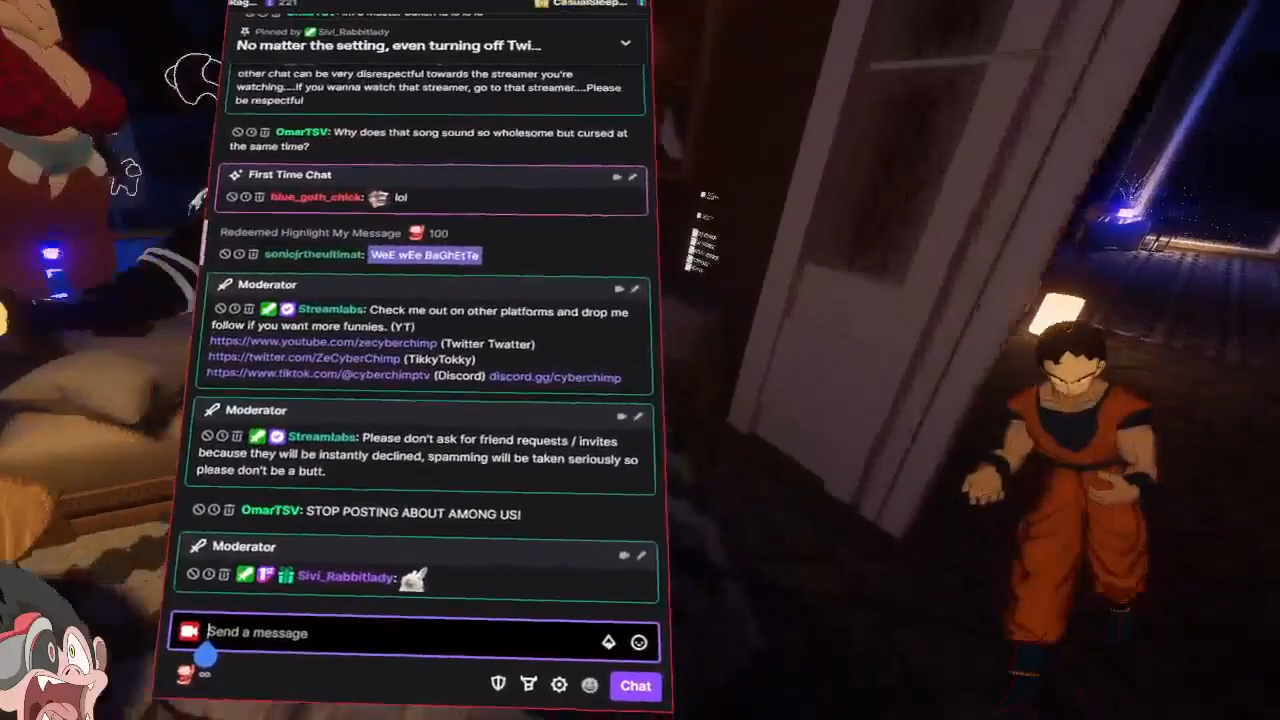 221
CasualSleep...
Pinned by Sivi_Rabbitlady
No matter the setting, even turning off Twi...
other chat can be very disrespectful towards the streamer you're
watching....If you wanna watch that streamer, go to that streamer....Please
be respectful
OmarTSV: Why does that song sound so wholesome but cursed at
the same time?
First Time Chat
blue_goth_chick: lol
Redeemed Highlight My Message 100
sonicjrtheultimat: WeE wEe BaGhEtTe
Moderator
Streamlabs: Check me out on other platforms and drop me
follow if you want more funnies. (YT)
https://www.youtube.com/zecyberchimp (Twitter Twatter)
https://twitter.com/ZeCyberChimp (TikkyTokky)
https://www.tiktok.com/@cyberchimptv (Discord) discord.gg/cyberchimp
Moderator
Streamlabs: Please don't ask for friend requests / invites
because they will be instantly declined, spamming will be taken seriously so
please don't be a butt.
OmarTSV: STOP POSTING ABOUT AMONG US!
Moderator
Sivi_Rabbitlady:
Send a message
∞
Chat